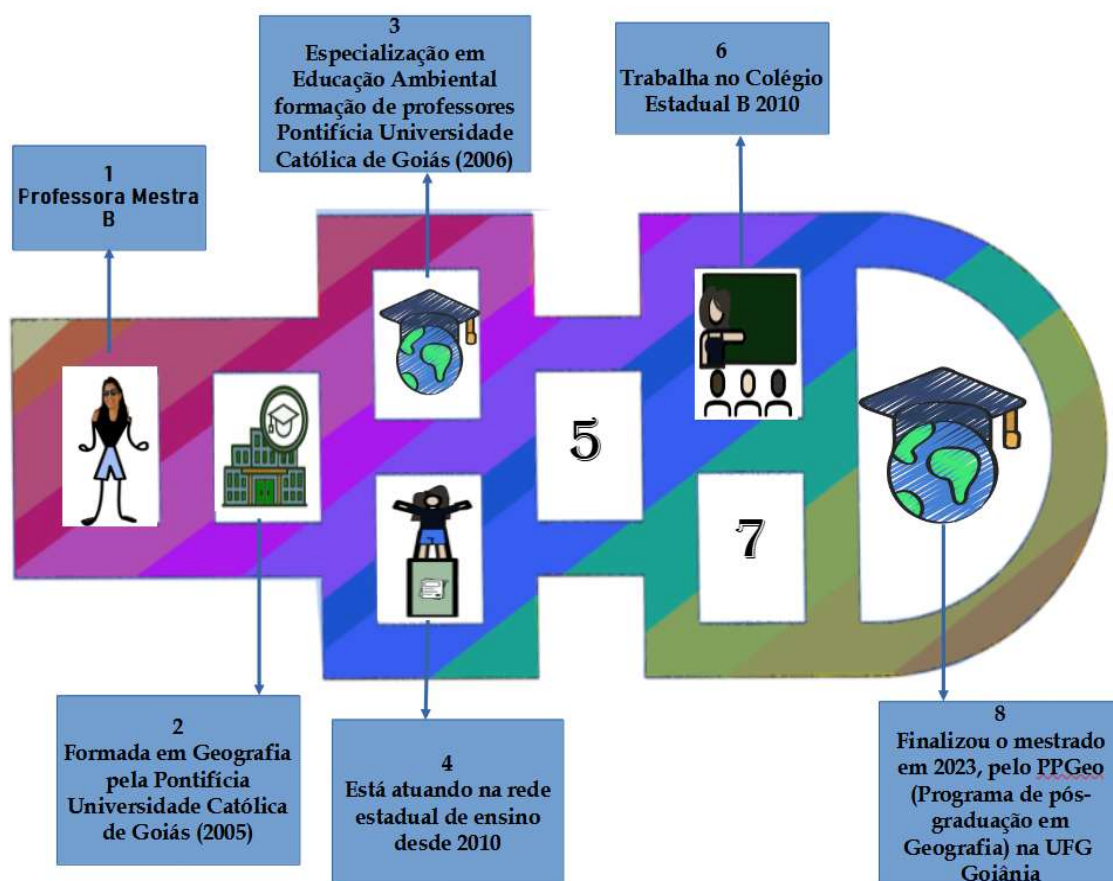 1
Professora Mestra
B
2
Formada em Geografia
pela Pontifícia
Universidade Católica
de Goiás (2005)
3
Especialização em
Educação Ambiental
formação de professores
Pontifícia Universidade
Católica de Goiás (2006)
4
Está atuando na rede
estadual de ensino
desde 2010
5
6
Trabalha no Colégio
Estadual B 2010
7
8
Finalizou o mestrado
em 2023, pelo PPGeo
(Programa de pós-
graduação em
Geografia) na UFG
Goiânia